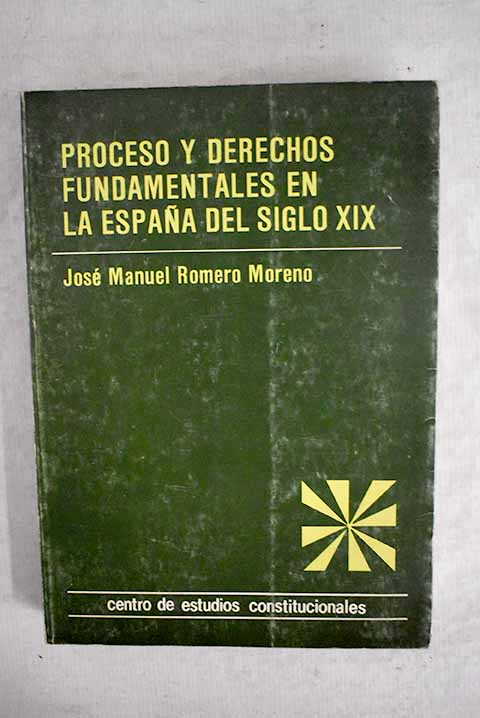 PROCESO Y DERECHOS
FUNDAMENTALES EN
LA ESPAÑA DEL SIGLO XIX
José Manuel Romero Moreno
centro de estudios constitucionales